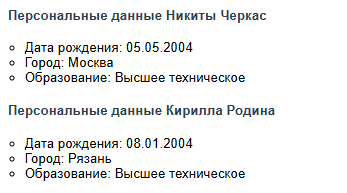 Персональные данные Никиты Черкас
Дата рождения: 05.05.2004
Город: Москва
Образование: Высшее техническое
Персональные данные Кирилла Родина
Дата рождения: 08.01.2004
Город: Рязань
Образование: Высшее техническое